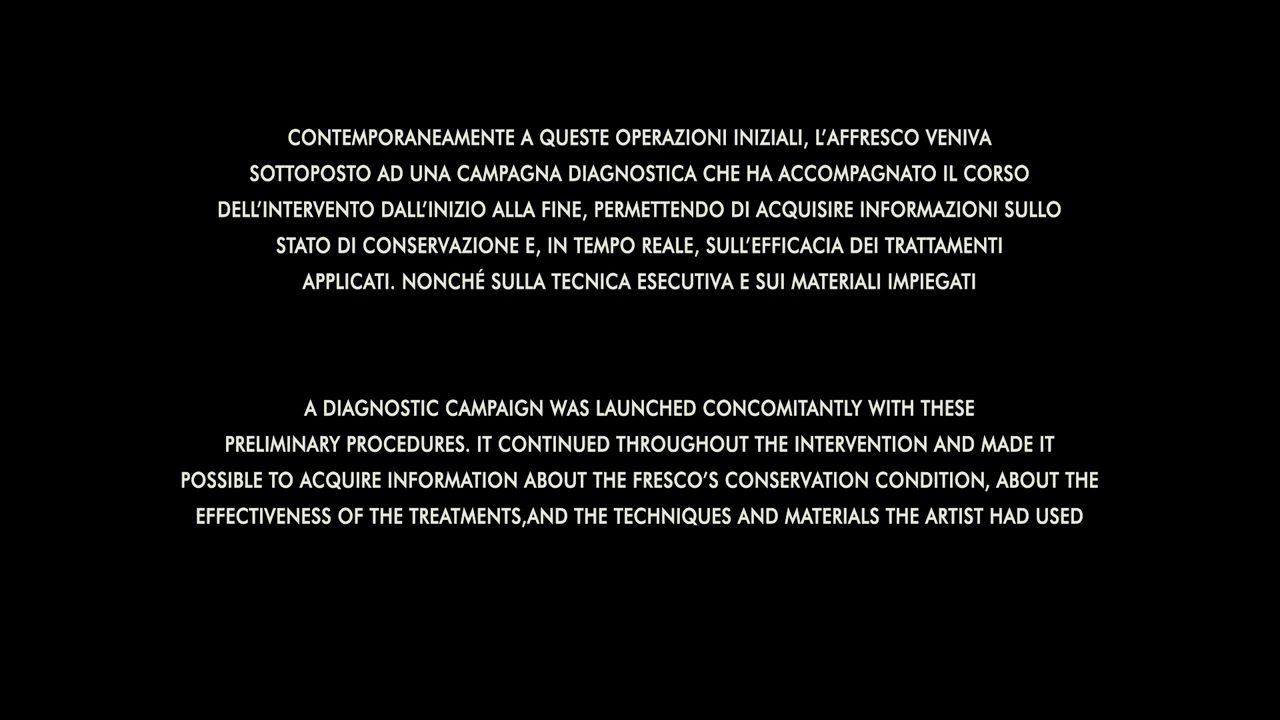 CONTEMPORANEAMENTE A QUESTE OPERAZIONI INIZIALI, L’AFFRESCO VENIVA
SOTTOPOSTO AD UNA CAMPAGNA DIAGNOSTICA CHE HA ACCOMPAGNATO IL CORSO
DELL’INTERVENTO DALL’INIZIO ALLA FINE, PERMETTENDO DI ACQUISIRE INFORMAZIONI SULLO
STATO DI CONSERVAZIONE E, IN TEMPO REALE, SULL’EFFICACIA DEI TRATTAMENTI
APPLICATI. NONCHÉ SULLA TECNICA ESECUTIVA E SUI MATERIALI IMPIEGATI
A DIAGNOSTIC CAMPAIGN WAS LAUNCHED CONCOMITANTLY WITH THESE
PRELIMINARY PROCEDURES. IT CONTINUED THROUGHOUT THE INTERVENTION AND MADE IT
POSSIBLE TO ACQUIRE INFORMATION ABOUT THE FRESCO’S CONSERVATION CONDITION, ABOUT THE
EFFECTIVENESS OF THE TREATMENTS,AND THE TECHNIQUES AND MATERIALS THE ARTIST HAD USED